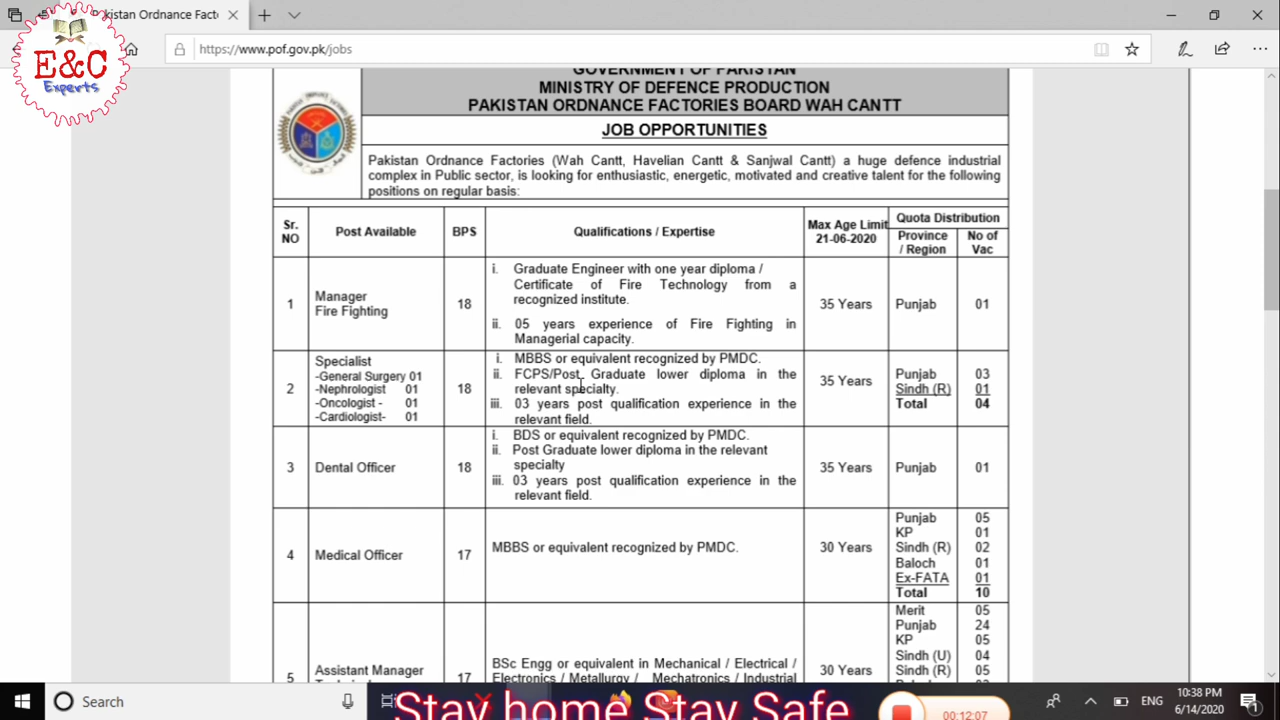 Pakistan Ordnance Facto
https://www.pof.gov.pk/jobs
E&C
Experts
GOVERNMENT OF PAKISTAN
MINISTRY OF DEFENCE PRODUCTION
PAKISTAN ORDNANCE FACTORIES BOARD WAH CANTT
JOB OPPORTUNITIES
Pakistan Ordnance Factories (Wah Cantt, Havelian Cantt & Sanjwal Cantt) a huge defence industrial
complex in Public sector, is looking for enthusiastic, energetic, motivated and creative talent for the following
positions on regular basis:
Sr. NO Post Available BPS Qualifications / Expertise Max Age Limit 21-06-2020 Quota Distribution
Province / Region No of Vac
1 Manager Fire Fighting 18
i. Graduate Engineer with one year diploma /
Certificate of Fire Technology from a
recognized institute.
ii. 05 years experience of Fire Fighting in
Managerial capacity.
35 Years Punjab 01
2 Specialist
-General Surgery 01
-Nephrologist 01
-Oncologist - 01
-Cardiologist- 01
18
i. MBBS or equivalent recognized by PMDC.
ii. FCPS/Post Graduate lower diploma in the
relevant specialty.
iii. 03 years post qualification experience in the
relevant field.
35 Years
Punjab 03
Sindh (R) 01
Total 04
3 Dental Officer 18
i. BDS or equivalent recognized by PMDC.
ii. Post Graduate lower diploma in the relevant
specialty
iii. 03 years post qualification experience in the
relevant field.
35 Years Punjab 01
4 Medical Officer 17 MBBS or equivalent recognized by PMDC. 30 Years
Punjab 05
KP 01
Sindh (R) 02
Baloch 01
Ex-FATA 01
Total 10
5 Assistant Manager
17
BSc Engg or equivalent in Mechanical / Electrical /
Electronics / Metallurgy / Mechatronics / Industrial
30 Years
Merit 05
Punjab 24
KP 05
Sindh (U) 04
Sindh (R) 05
Search
Stay home Stay Safe
00:12:07
ENG
10:38 PM
6/14/2020
1